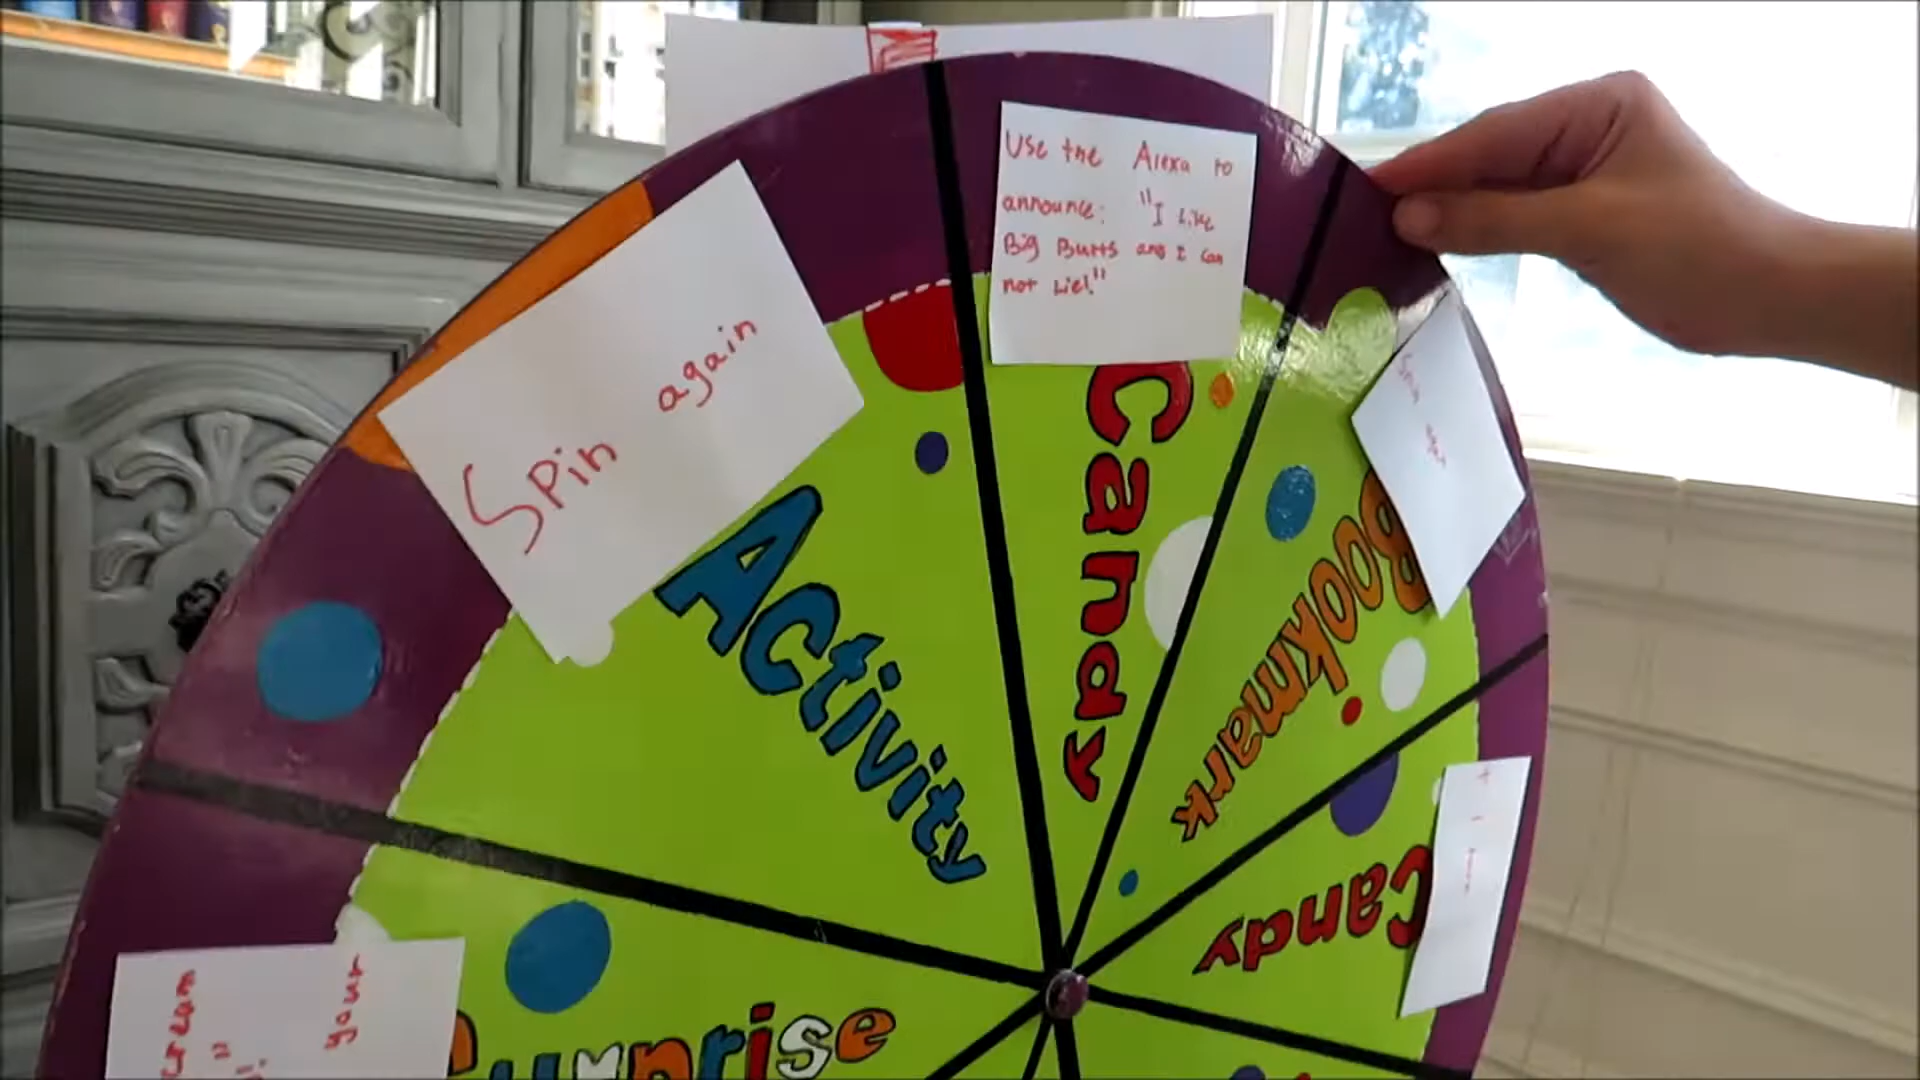 Use the Alexa to
announce: "I Like
Big Butts and I can
not Lie!"
Spin again
Activity
Candy
Bookmark
Candy
Surprise
your